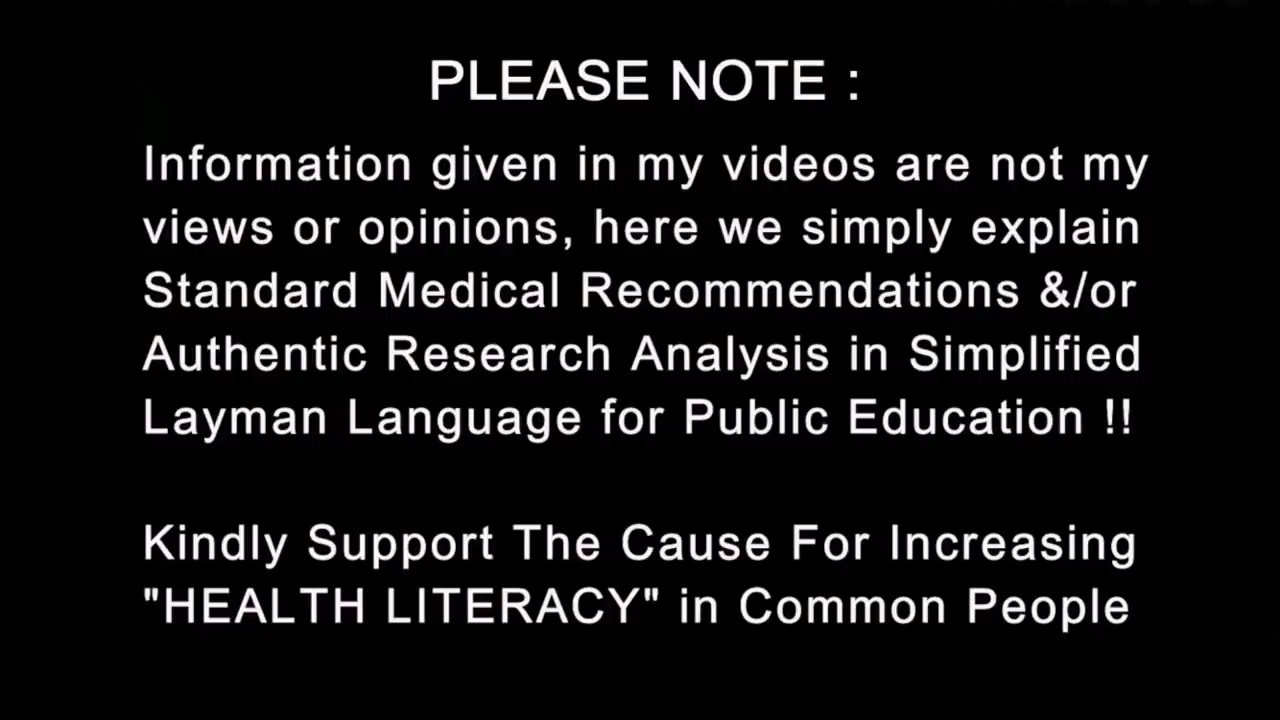 PLEASE NOTE :
Information given in my videos are not my
views or opinions, here we simply explain
Standard Medical Recommendations &/or
Authentic Research Analysis in Simplified
Layman Language for Public Education !!
Kindly Support The Cause For Increasing
"HEALTH LITERACY" in Common People